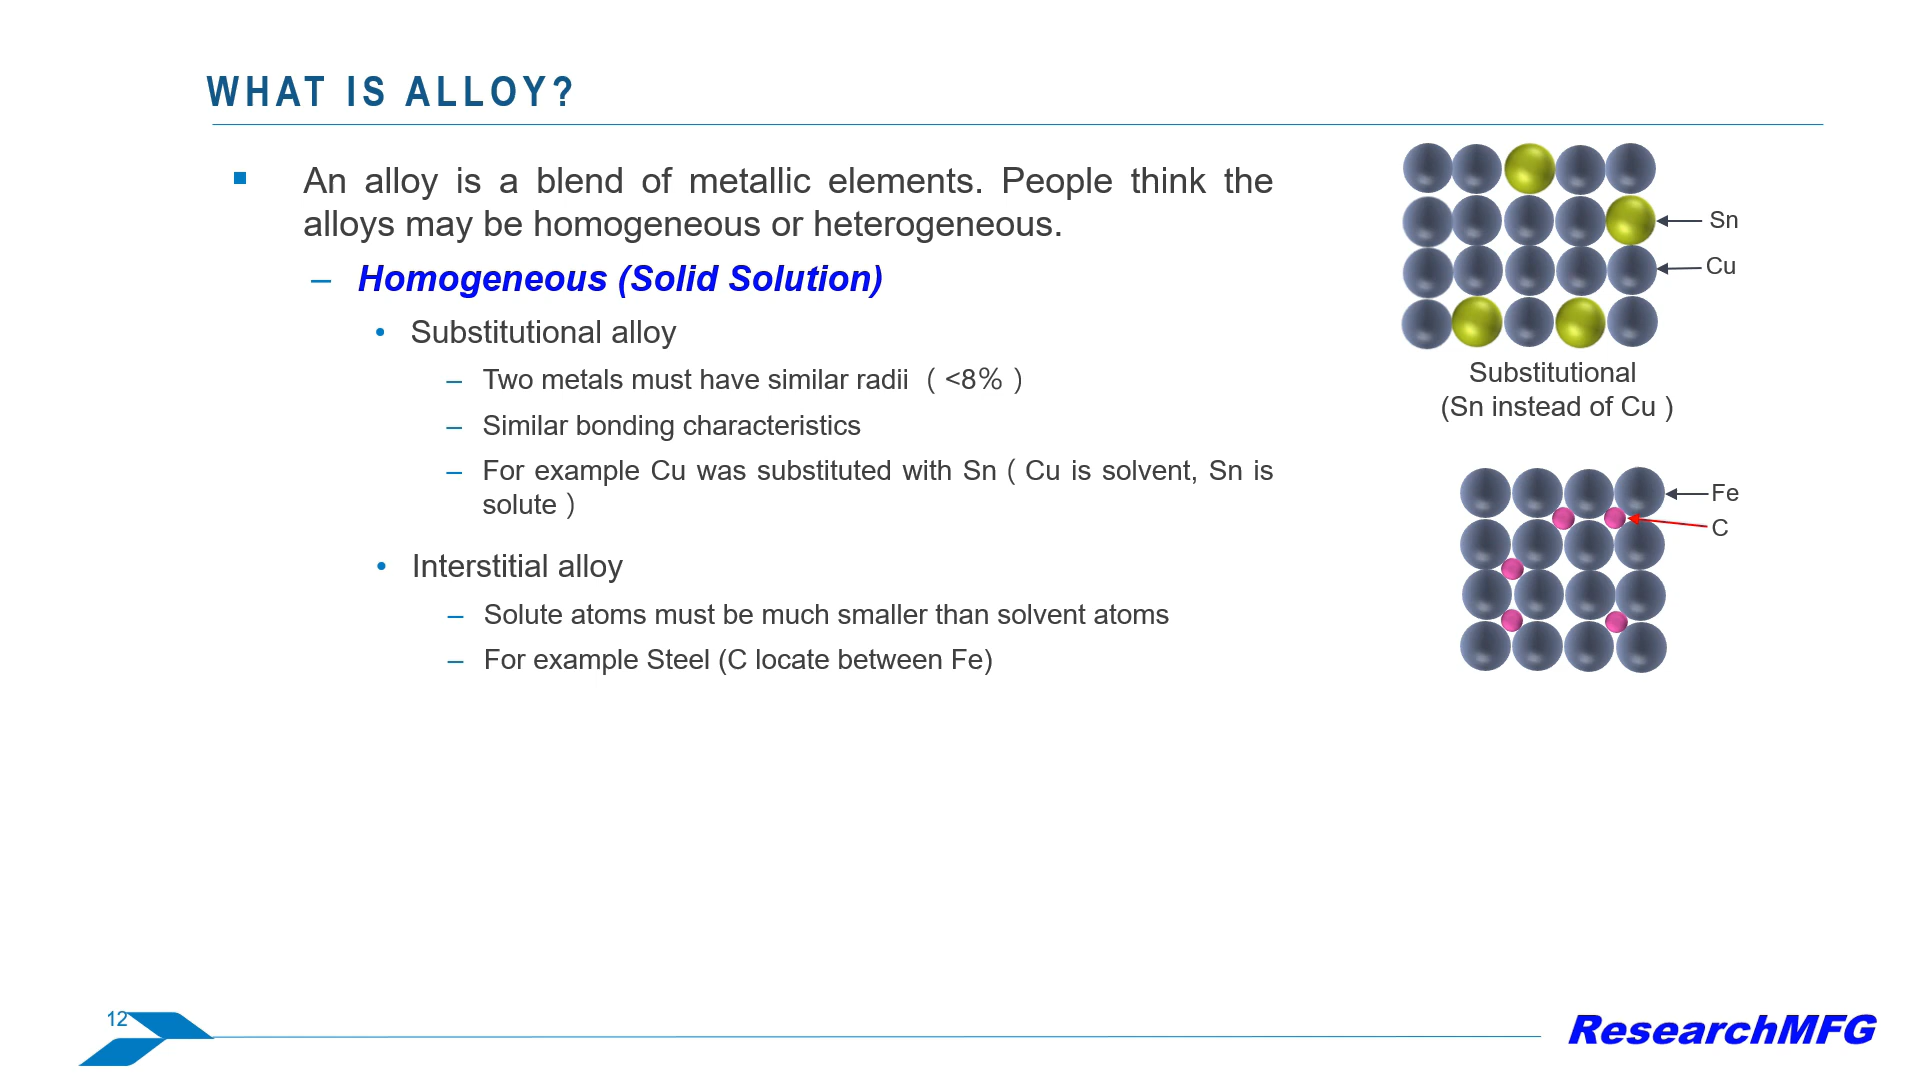 WHAT IS ALLOY?
▪ An alloy is a blend of metallic elements. People think the
alloys may be homogeneous or heterogeneous.
– Homogeneous (Solid Solution)
• Substitutional alloy
– Two metals must have similar radii （<8%）
– Similar bonding characteristics
– For example Cu was substituted with Sn（Cu is solvent, Sn is
solute）
• Interstitial alloy
– Solute atoms must be much smaller than solvent atoms
– For example Steel (C locate between Fe)
Sn
Cu
Substitutional
(Sn instead of Cu )
Fe
C
12
ResearchMFG